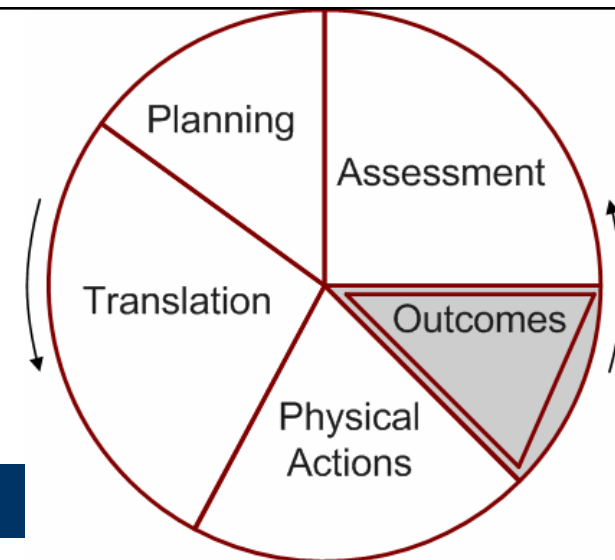 Planning
Assessment
Translation
Outcomes
Physical
Actions